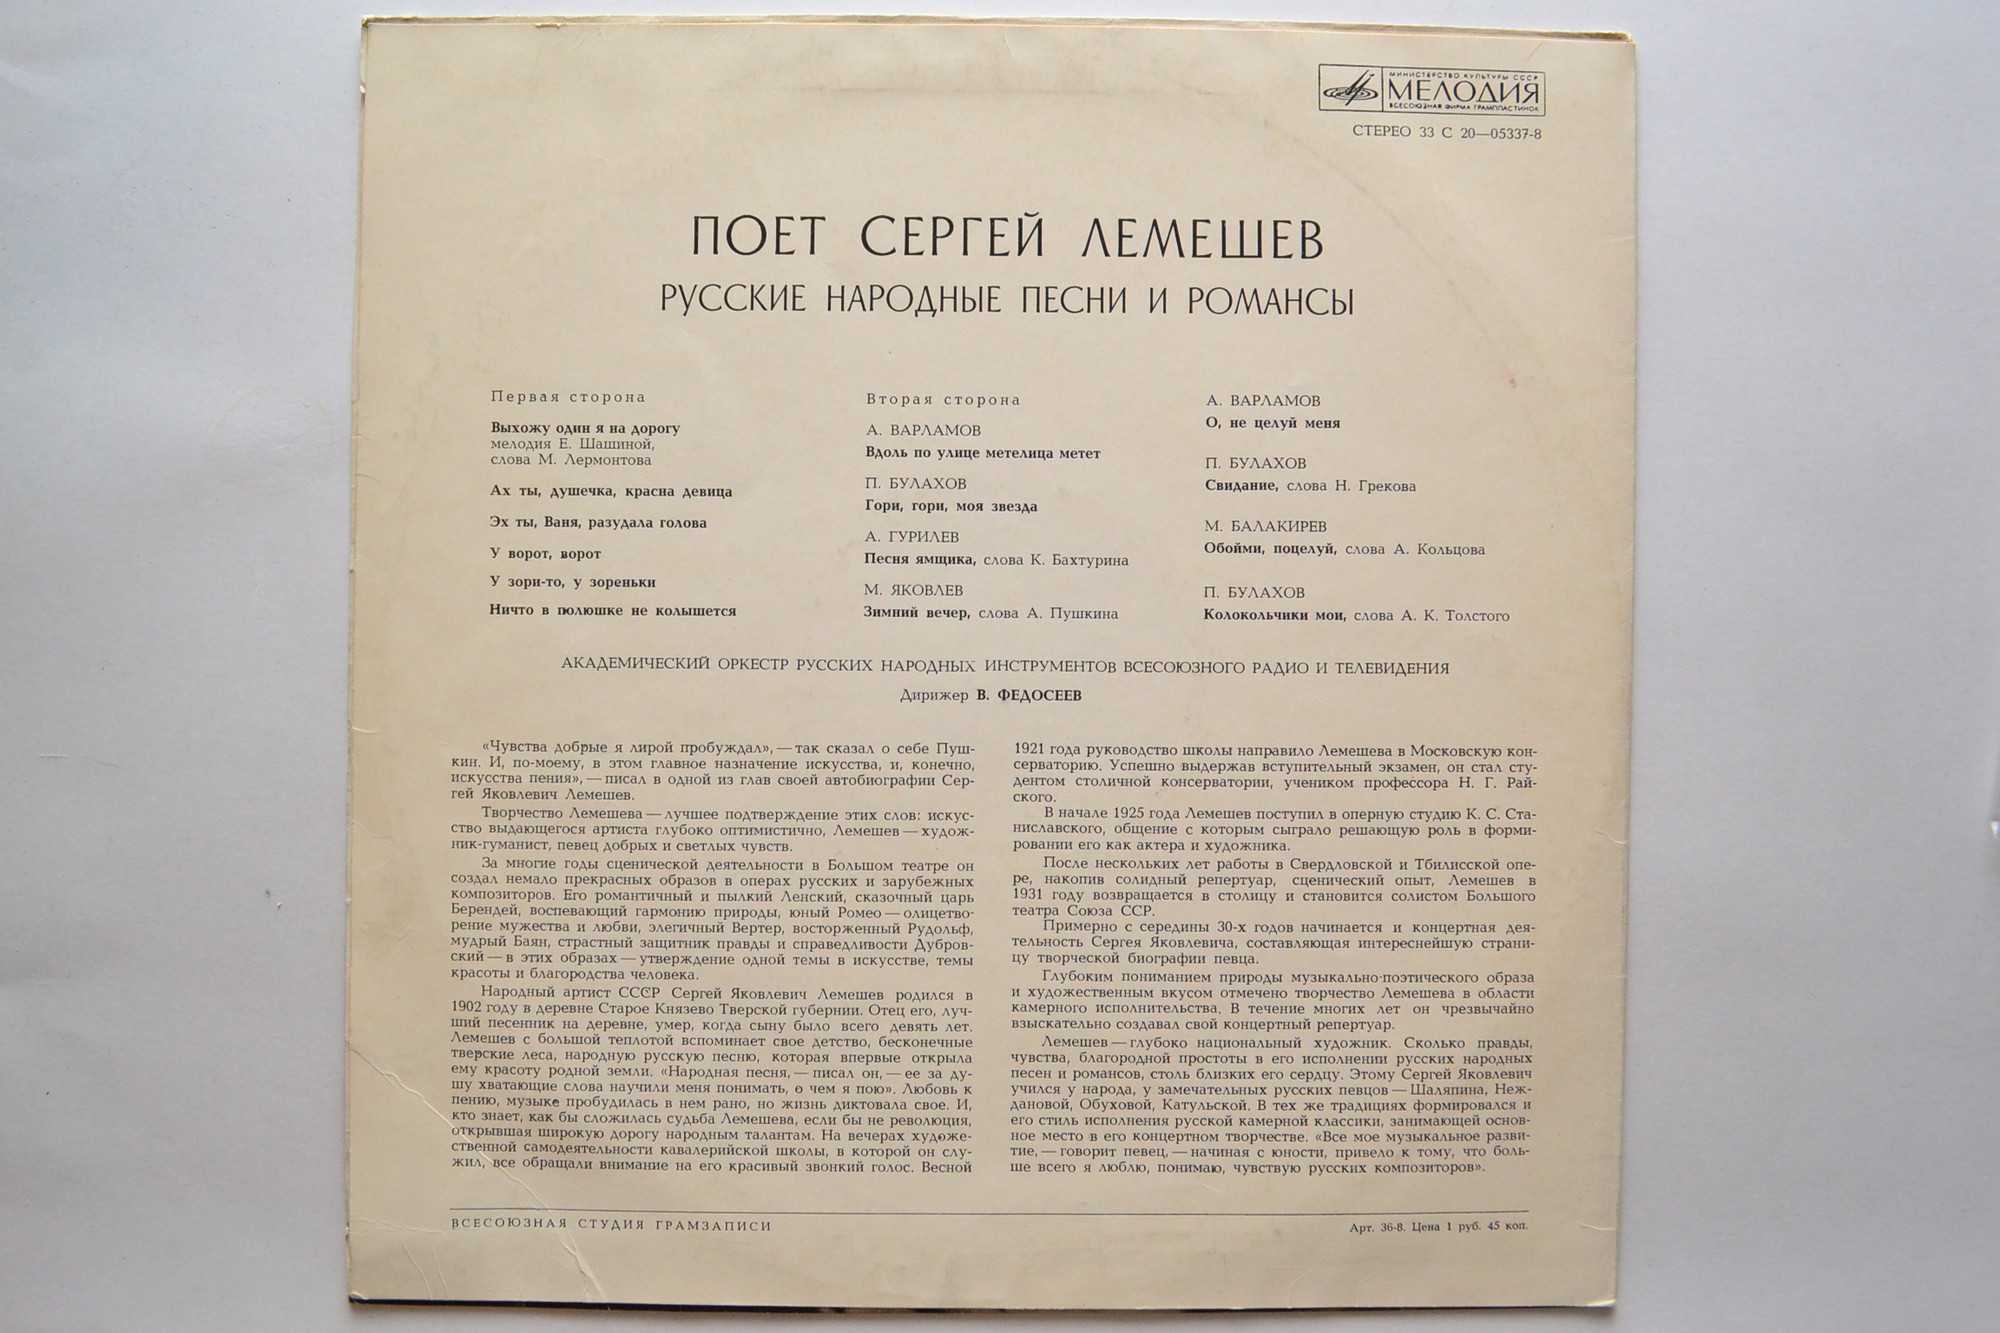 МИНИСТЕРСТВО КУЛЬТУРЫ СССР
МЕЛОДИЯ
ВСЕСОЮЗНАЯ ФИРМА ГРАМПЛАСТИНОК
СТЕРЕО 33 С 20—05337-8
ПОЕТ СЕРГЕЙ ЛЕМЕШЕВ
РУССКИЕ НАРОДНЫЕ ПЕСНИ И РОМАНСЫ
Первая сторона
Выхожу один я на дорогу
мелодия Е. Шашиной,
слова М. Лермонтова
Ах ты, душечка, красна девица
Эх ты, Ваня, разудала голова
У ворот, ворот
У зори-то, у зореньки
Ничто в полюшке не колышется
Вторая сторона
А. ВАРЛАМОВ
Вдоль по улице метелица метет
П. БУЛАХОВ
Гори, гори, моя звезда
А. ГУРИЛЕВ
Песня ямщика, слова К. Бахтурина
М. ЯКОВЛЕВ
Зимний вечер, слова А. Пушкина
А. ВАРЛАМОВ
О, не целуй меня
П. БУЛАХОВ
Свидание, слова Н. Грекова
М. БАЛАКИРЕВ
Обойми, поцелуй, слова А. Кольцова
П. БУЛАХОВ
Колокольчики мои, слова А. К. Толстого
АКАДЕМИЧЕСКИЙ ОРКЕСТР РУССКИХ НАРОДНЫХ ИНСТРУМЕНТОВ ВСЕСОЮЗНОГО РАДИО И ТЕЛЕВИДЕНИЯ
Дирижер В. ФЕДОСЕЕВ
«Чувства добрые я лирой пробуждал», — так сказал о себе Пуш-
кин. И, по-моему, в этом главное назначение искусства, и, конечно,
искусства пения», — писал в одной из глав своей автобиографии Сер-
гей Яковлевич Лемешев.
Творчество Лемешева — лучшее подтверждение этих слов: искус-
ство выдающегося артиста глубоко оптимистично, Лемешев — худож-
ник-гуманист, певец добрых и светлых чувств.
За многие годы сценической деятельности в Большом театре он
создал немало прекрасных образов в операх русских и зарубежных
композиторов. Его романтичный и пылкий Ленский, сказочный царь
Берендей, воспевающий гармонию природы, юный Ромео — олицетво-
рение мужества и любви, элегичный Вертер, восторженный Рудольф,
мудрый Баян, страстный защитник правды и справедливости Дубров-
ский — в этих образах — утверждение одной темы в искусстве, темы
красоты и благородства человека.
Народный артист СССР Сергей Яковлевич Лемешев родился в
1902 году в деревне Старое Князево Тверской губернии. Отец его, луч-
ший песенник на деревне, умер, когда сыну было всего девять лет.
Лемешев с большой теплотой вспоминает свое детство, бесконечные
тверские леса, народную русскую песню, которая впервые открыла
ему красоту родной земли. «Народная песня, — писал он, — ее за ду-
шу хватающие слова научили меня понимать, о чем я пою». Любовь к
пению, музыке пробудилась в нем рано, но жизнь диктовала свое. И,
кто знает, как бы сложилась судьба Лемешева, если бы не революция,
открывшая широкую дорогу народным талантам. На вечерах художе-
ственной самодеятельности кавалерийской школы, в которой он слу-
жил, все обращали внимание на его красивый звонкий голос. Весной
1921 года руководство школы направило Лемешева в Московскую кон-
серваторию. Успешно выдержав вступительный экзамен, он стал сту-
дентом столичной консерватории, учеником профессора Н. Г. Рай-
ского.
В начале 1925 года Лемешев поступил в оперную студию К. С. Ста-
ниславского, общение с которым сыграло решающую роль в форми-
ровании его как актера и художника.
После нескольких лет работы в Свердловской и Тбилисской опе-
ре, накопив солидный репертуар, сценический опыт, Лемешев в
1931 году возвращается в столицу и становится солистом Большого
театра Союза ССР.
Примерно с середины 30-х годов начинается и концертная дея-
тельность Сергея Яковлевича, составляющая интереснейшую страни-
цу творческой биографии певца.
Глубоким пониманием природы музыкально-поэтического образа
и художественным вкусом отмечено творчество Лемешева в области
камерного исполнительства. В течение многих лет он чрезвычайно
взыскательно создавал свой концертный репертуар.
Лемешев — глубоко национальный художник. Сколько правды,
чувства, благородной простоты в его исполнении русских народных
песен и романсов, столь близких его сердцу. Этому Сергей Яковлевич
учился у народа, у замечательных русских певцов — Шаляпина, Неж-
дановой, Обуховой, Катульской. В тех же традициях формировался и
его стиль исполнения русской камерной классики, занимающей основ-
ное место в его концертном творчестве. «Все мое музыкальное разви-
тие, — говорит певец, — начиная с юности, привело к тому, что боль-
ше всего я люблю, понимаю, чувствую русских композиторов».
ВСЕСОЮЗНАЯ СТУДИЯ ГРАМЗАПИСИ
Арт. 36-8. Цена 1 руб. 45 коп.